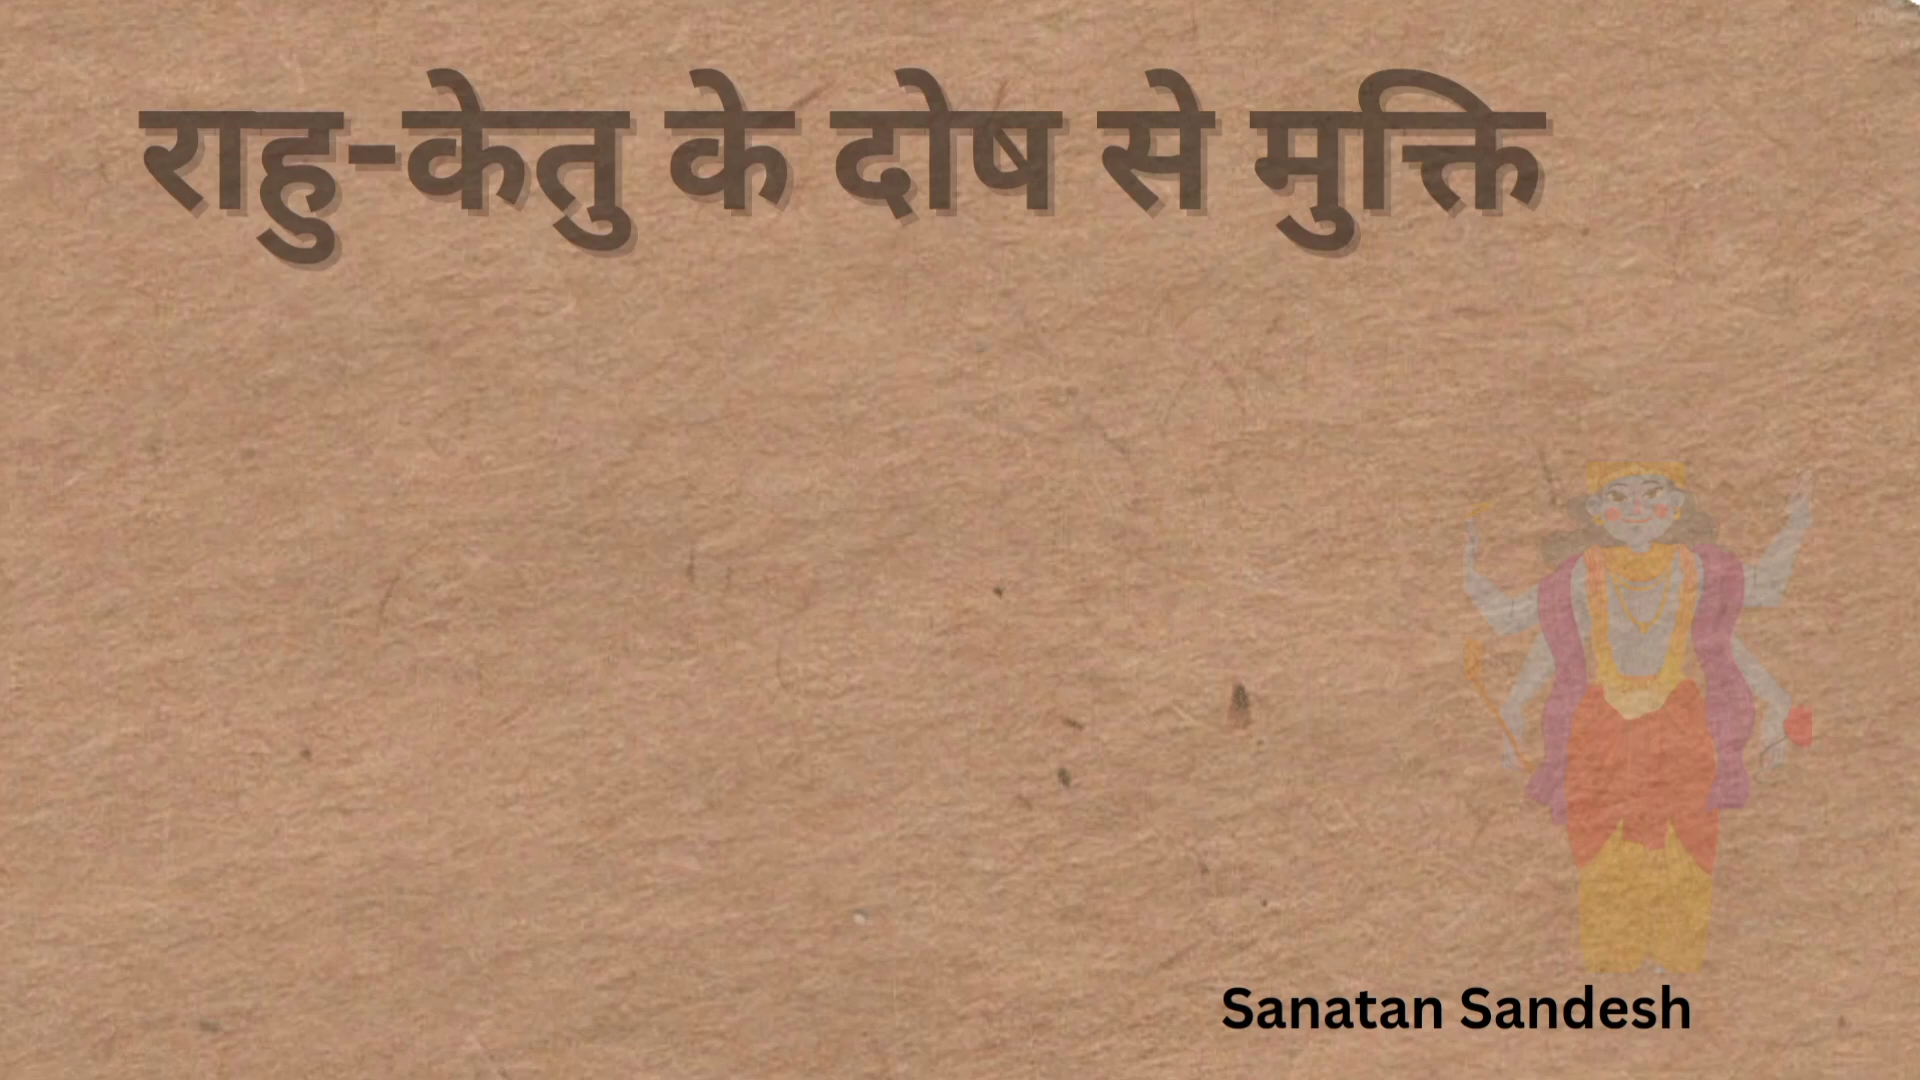 राहु-केतु के दोष से मुक्ति
Sanatan Sandesh